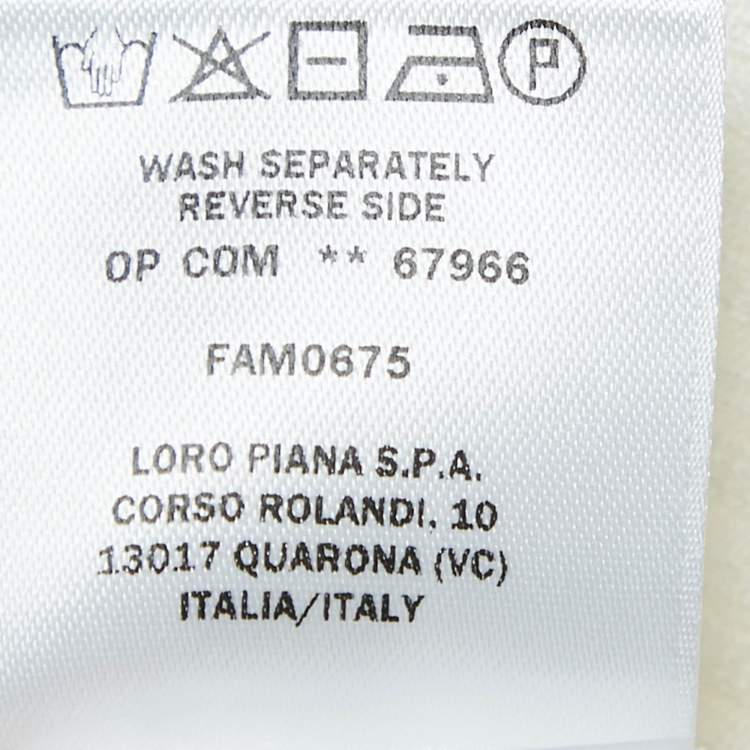 P
WASH SEPARATELY
REVERSE SIDE
OP COM ** 67966
FAM0675
LORO PIANA S.P.A.
CORSO ROLANDI, 10
13017 QUARONA (VC)
ITALIA/ITALY